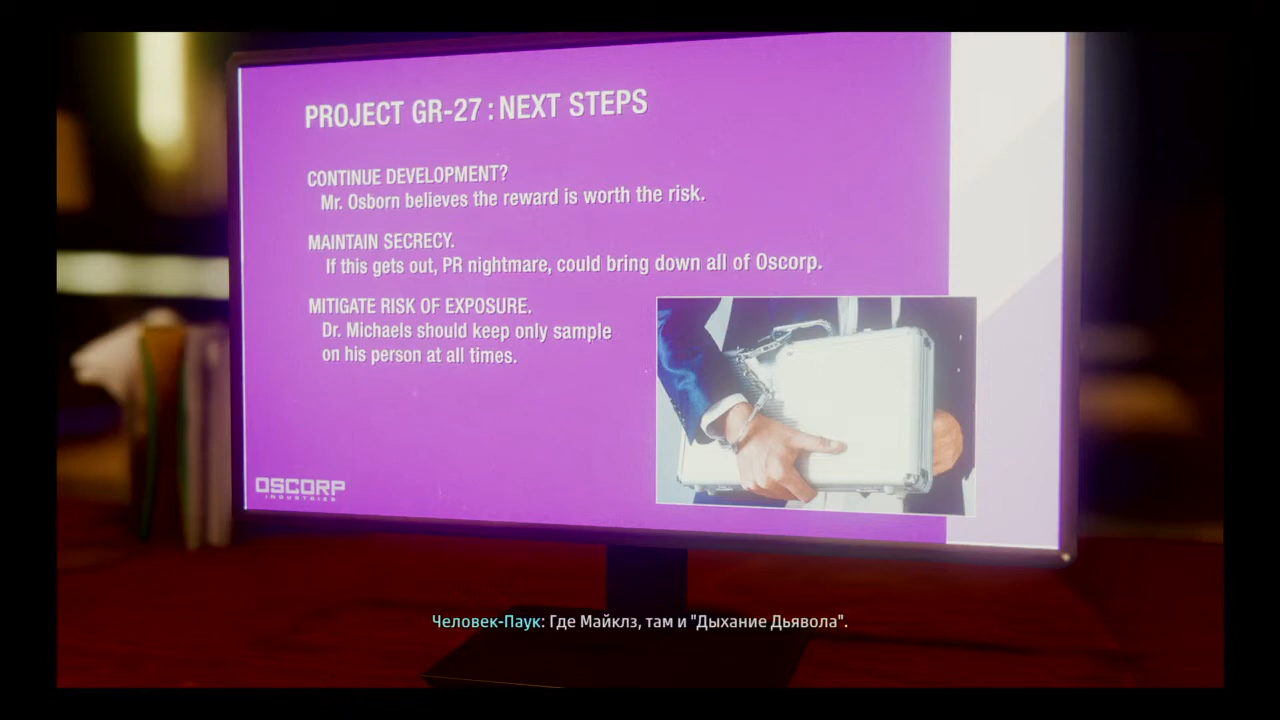 PROJECT GR-27 : NEXT STEPS
CONTINUE DEVELOPMENT?
Mr. Osborn believes the reward is worth the risk.
MAINTAIN SECRECY.
If this gets out, PR nightmare, could bring down all of Oscorp.
MITIGATE RISK OF EXPOSURE.
Dr. Michaels should keep only sample
on his person at all times.
OSCORP
INDUSTRIES
Человек-Паук: Где Майклз, там и "Дыхание Дьявола".